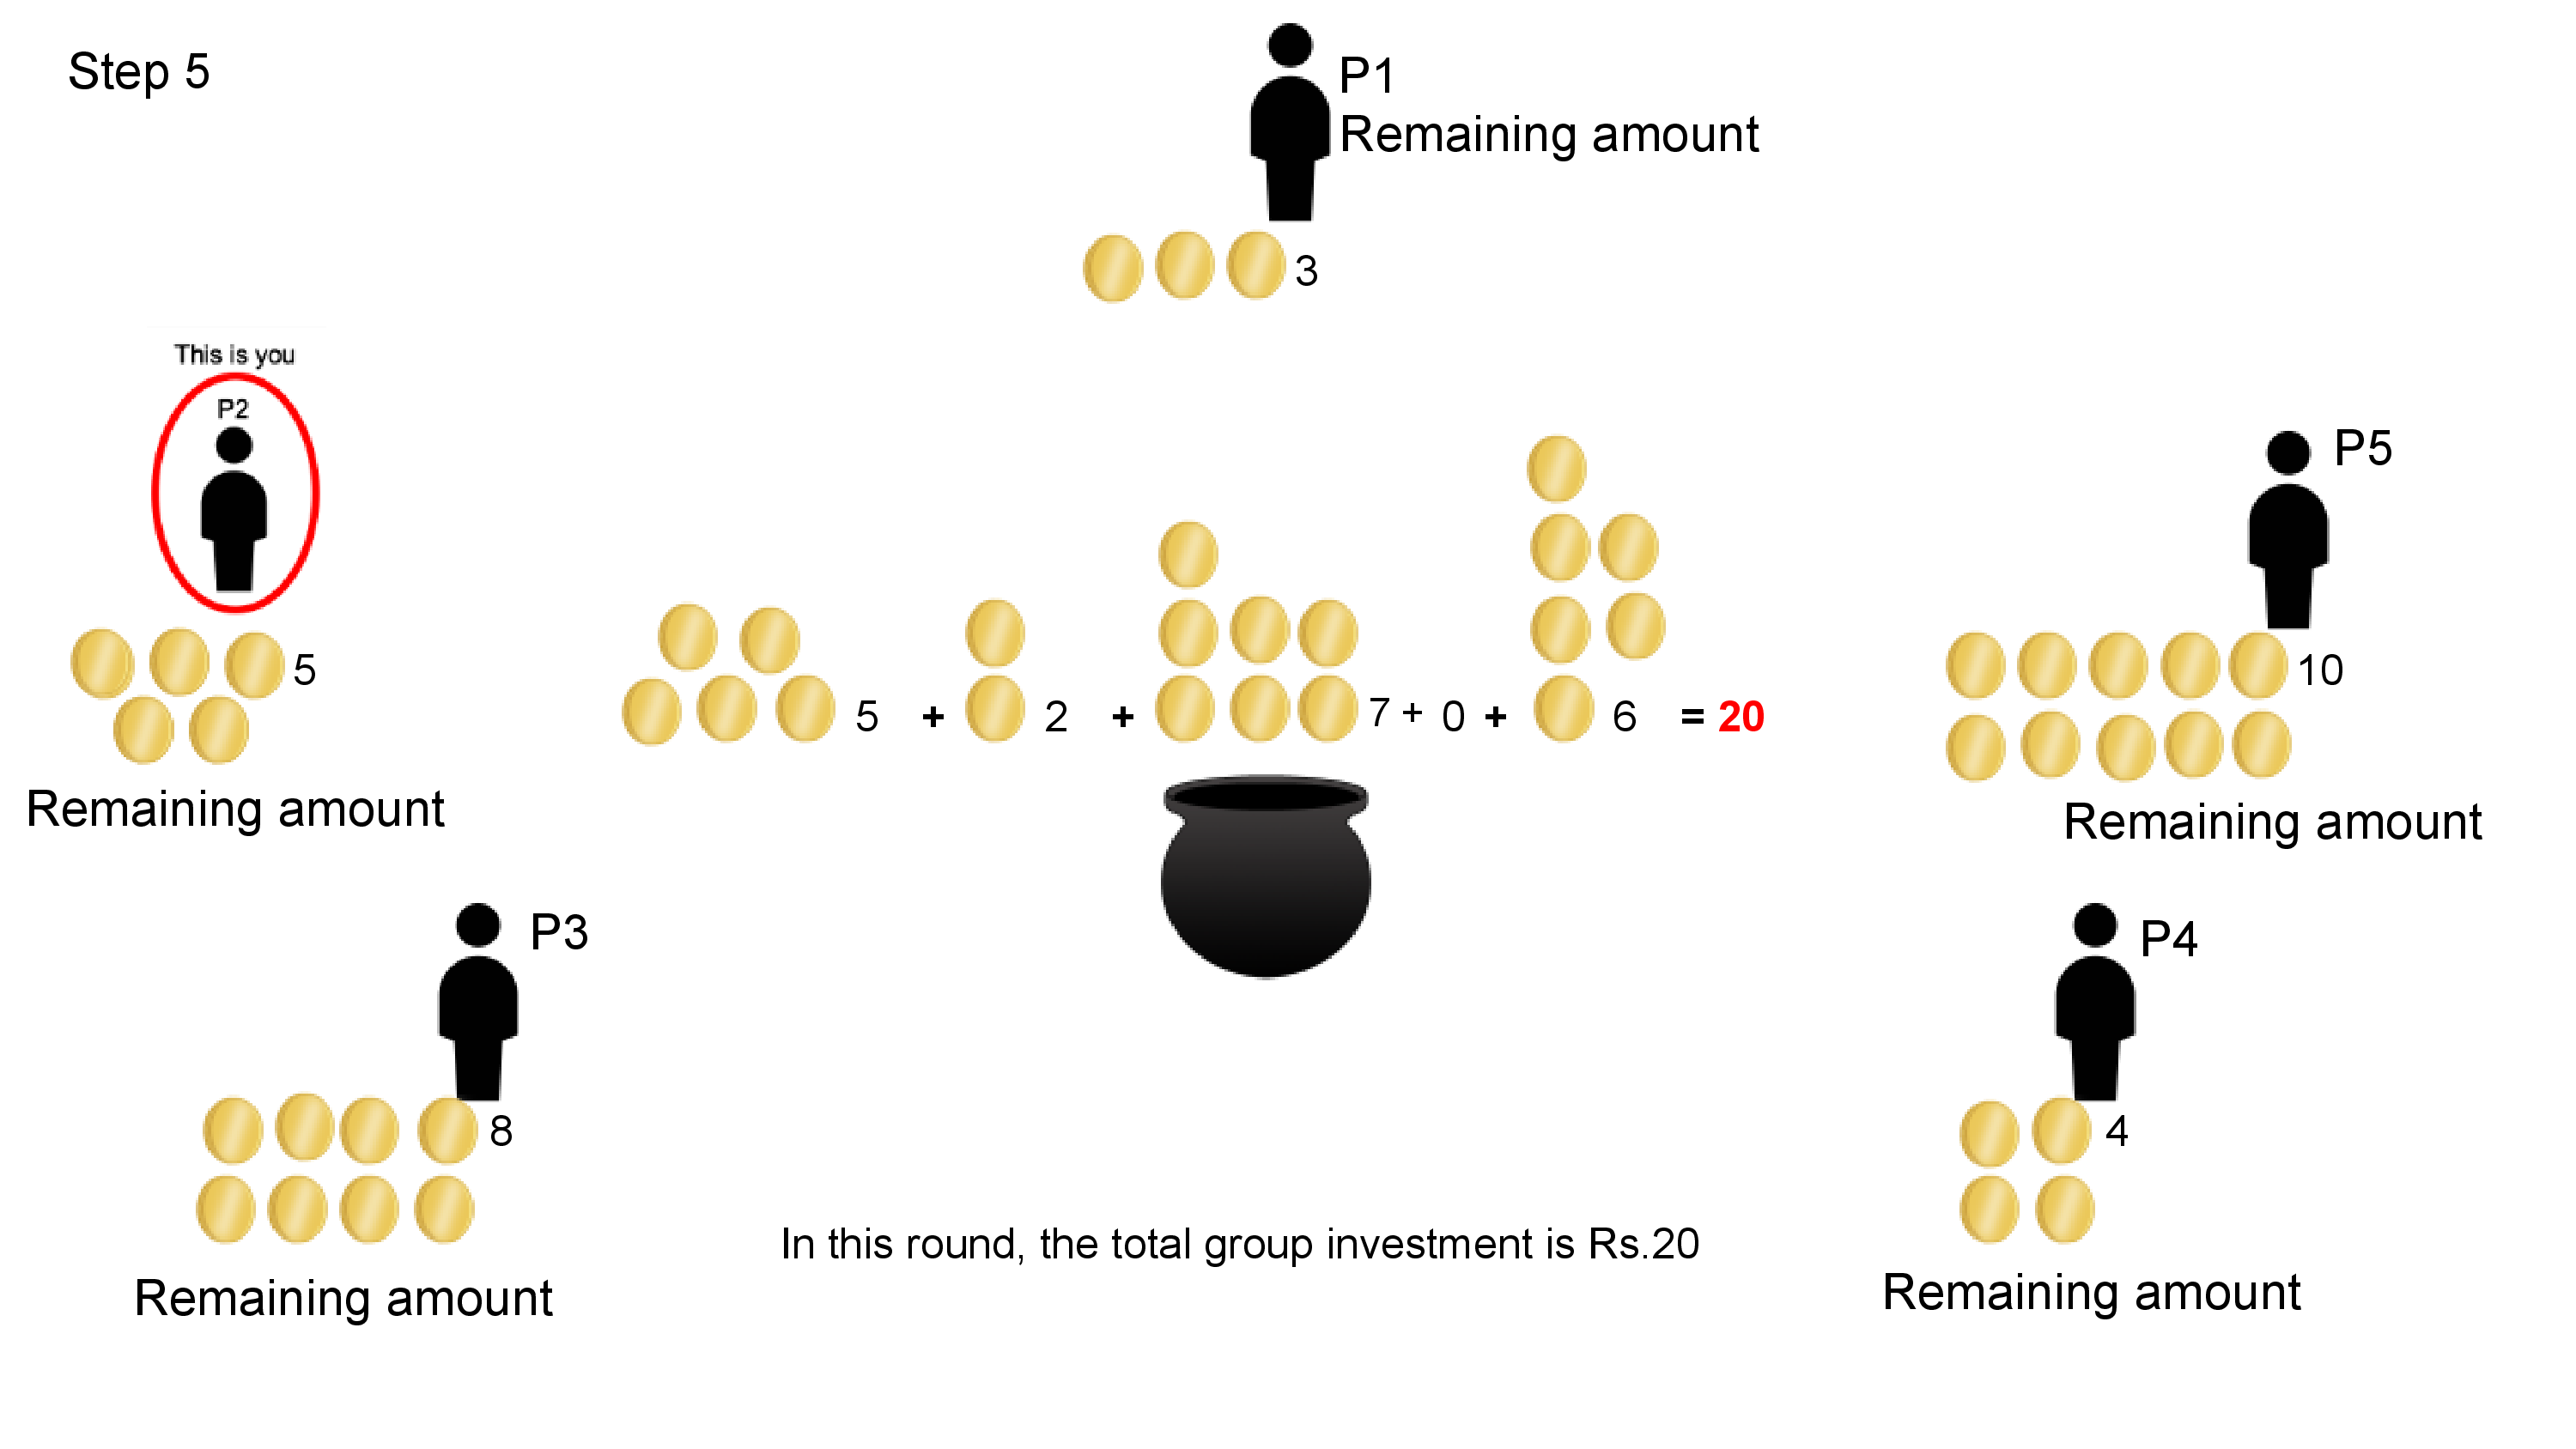 Step 5
P1
Remaining amount
3
This is you
P2
5
Remaining amount
5 + 2 + 7 + 0 + 6 = 20
P5
10
Remaining amount
P3
8
Remaining amount
P4
4
Remaining amount
In this round, the total group investment is Rs.20